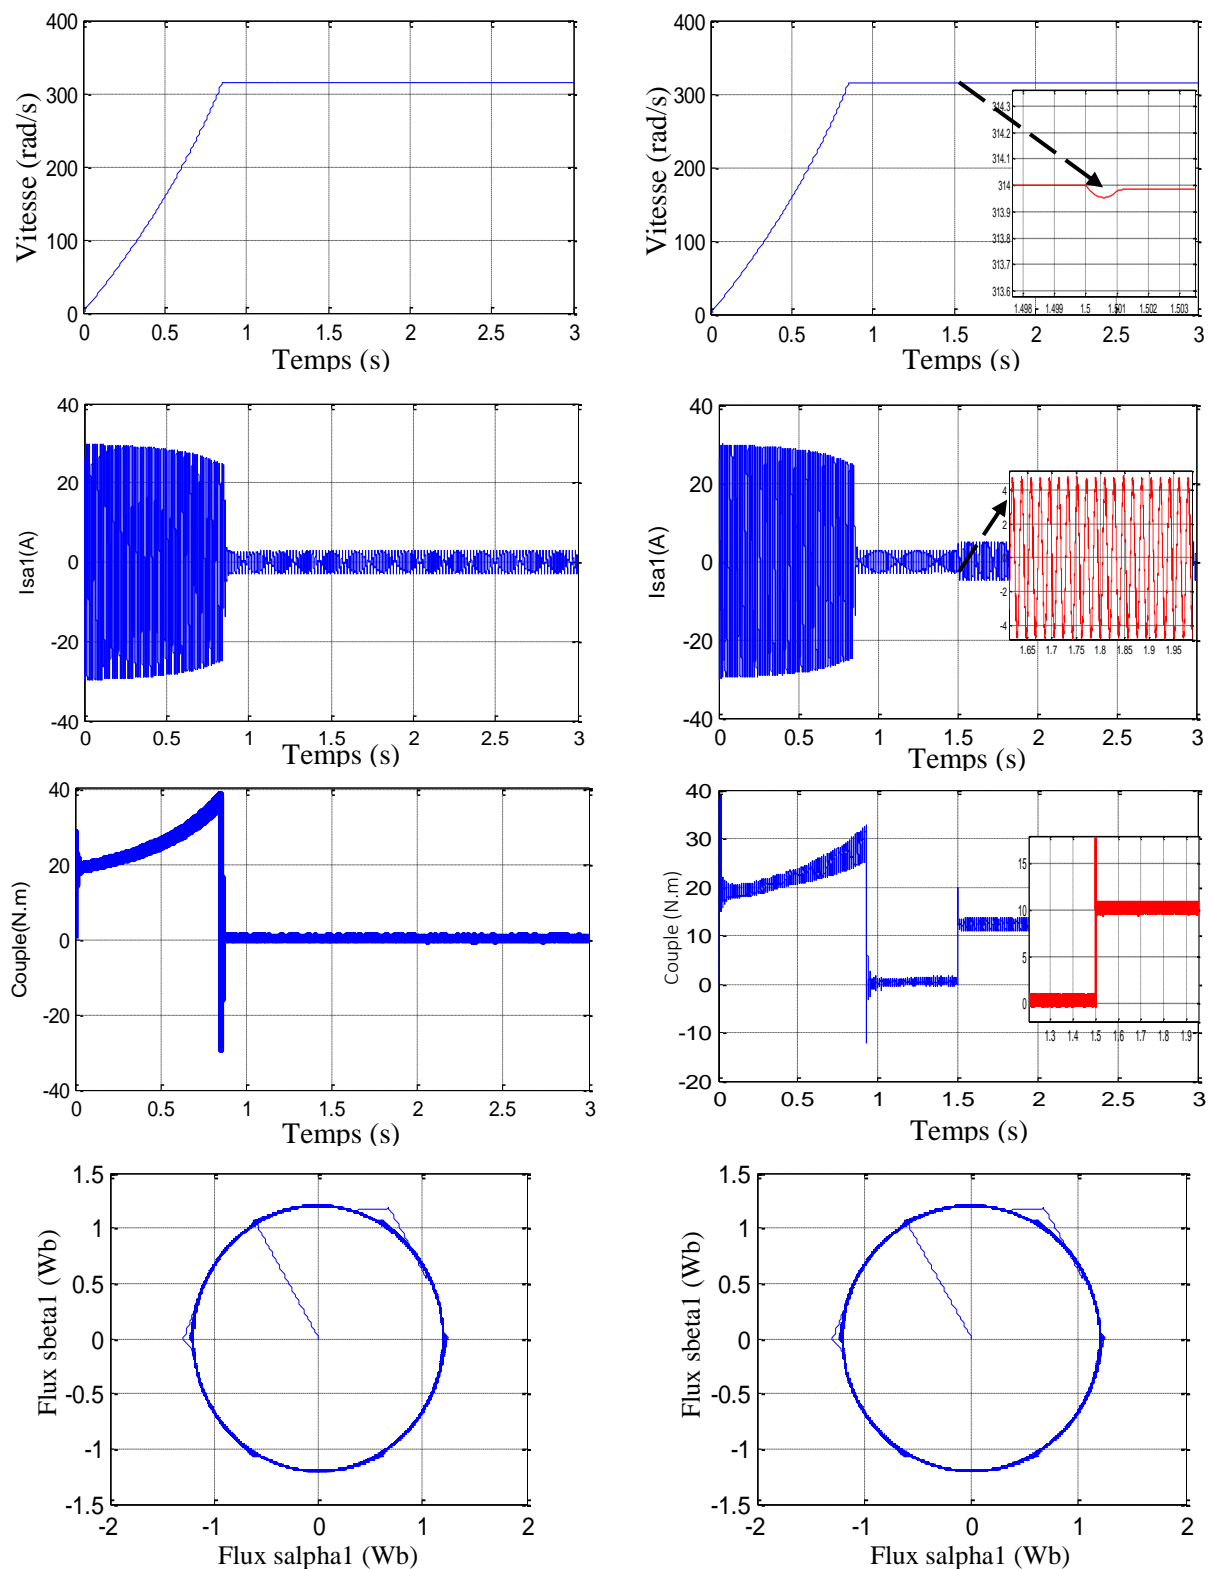 400
300
200
100
0
Vitesse (rad/s)
0 0.5 1 1.5 2 2.5 3
Temps (s)
400
300
200
100
0
Vitesse (rad/s)
314.3
314.2
314.1
314
313.9
313.8
313.7
313.6
1.498 1.499 1.5 1.501 1.502 1.503
0 0.5 1 1.5 2 2.5 3
Temps (s)
40
20
0
-20
-40
Isa1(A)
0 0.5 1 1.5 2 2.5 3
Temps (s)
40
20
0
-20
-40
Isa1(A)
4
2
0
-2
-4
1.65 1.7 1.75 1.8 1.85 1.9 1.95
0 0.5 1 1.5 2 2.5 3
Temps (s)
40
20
0
-20
-40
Couple(N.m)
0 0.5 1 1.5 2 2.5 3
Temps (s)
40
30
20
10
0
-10
-20
Couple (N.m)
15
10
5
0
1.3 1.4 1.5 1.6 1.7 1.8 1.9
0 0.5 1 1.5 2 2.5 3
Temps (s)
1.5
1
0.5
0
-0.5
-1
-1.5
Flux sbeta1 (Wb)
-2 -1 0 1 2
Flux salpha1 (Wb)
1.5
1
0.5
0
-0.5
-1
-1.5
Flux sbeta1 (Wb)
-2 -1 0 1 2
Flux salpha1 (Wb)